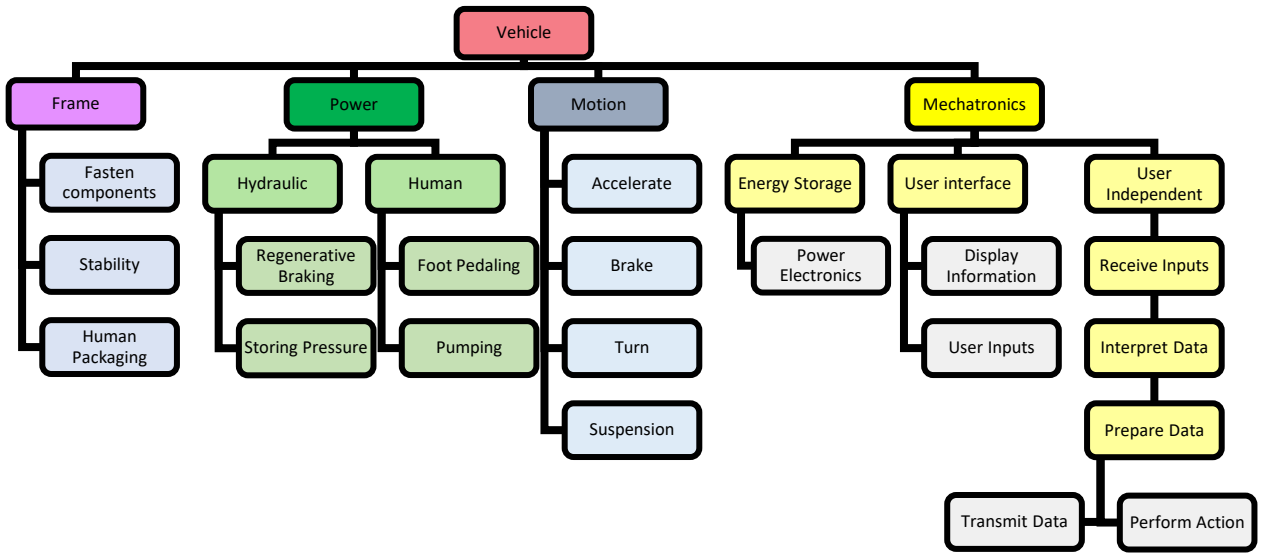 Vehicle
Frame
Power
Motion
Mechatronics
Fasten
components
Hydraulic
Human
Accelerate
Energy Storage
User interface
User
Independent
Stability
Regenerative
Braking
Foot Pedaling
Brake
Power
Electronics
Display
Information
Receive Inputs
Human
Packaging
Storing Pressure
Pumping
Turn
User Inputs
Interpret Data
Suspension
Prepare Data
Transmit Data
Perform Action